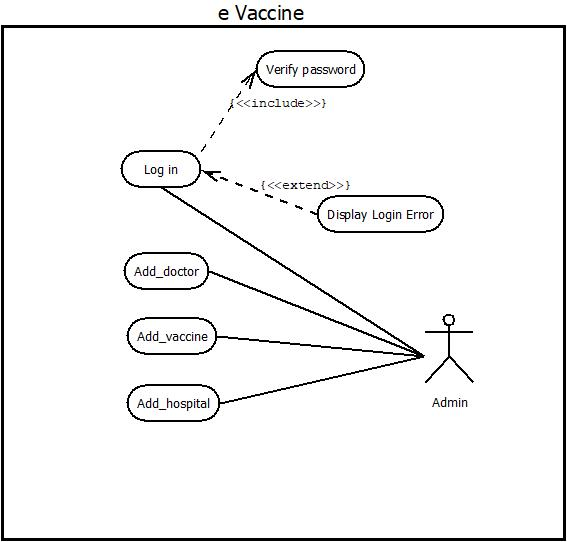 e Vaccine
Verify password
{<<include>>}
Log in
{<<extend>>}
Display Login Error
Add_doctor
Add_vaccine
Add_hospital
Admin